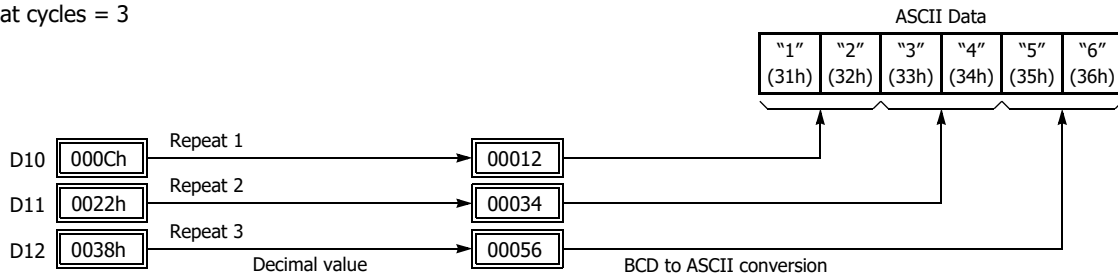 at cycles = 3
ASCII Data
“1” “2” “3” “4” “5” “6”
(31h) (32h) (33h) (34h) (35h) (36h)
Repeat 1
D10 000Ch 00012
Repeat 2
D11 0022h 00034
Repeat 3
D12 0038h 00056
Decimal value BCD to ASCII conversion